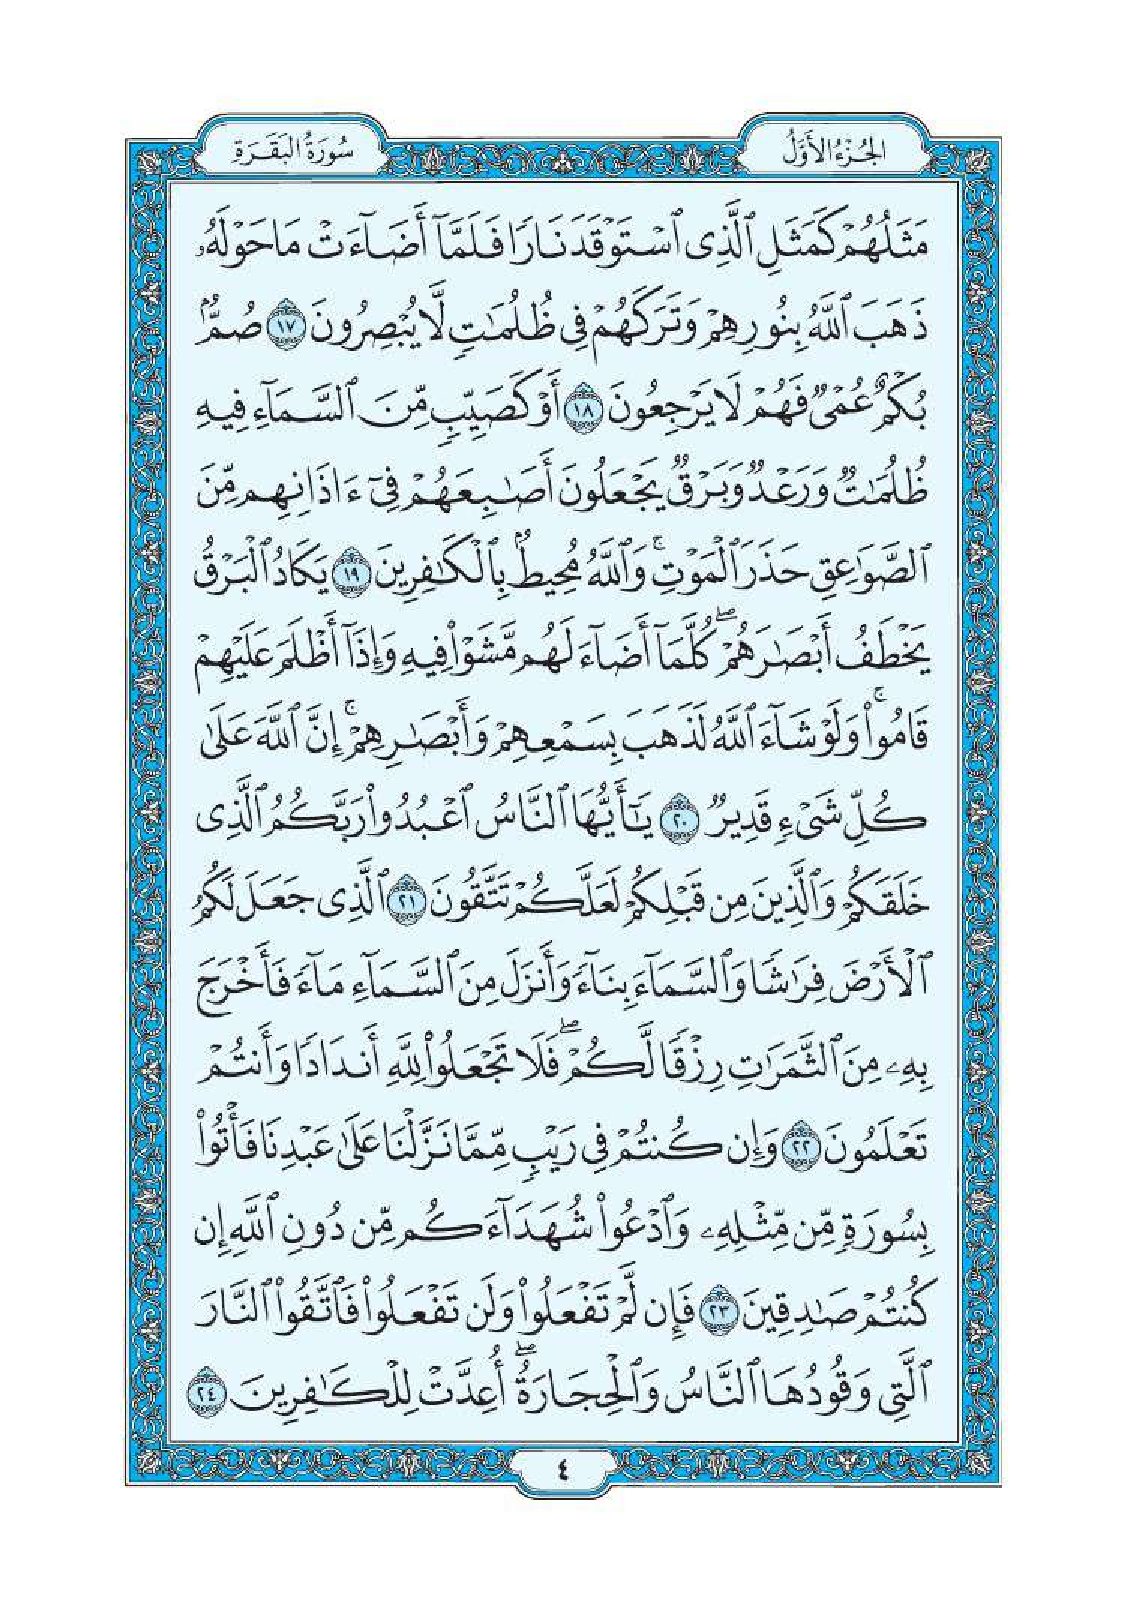 الجُزْءُ الأَوَّلُ
سُورَةُ البَقَرَةِ
مَثَلُهُمْ كَمَثَلِ ٱلَّذِى ٱسْتَوْقَدَ نَارًا فَلَمَّآ أَضَآءَتْ مَا حَوْلَهُۥ
ذَهَبَ ٱللَّهُ بِنُورِهِمْ وَتَرَكَهُمْ فِى ظُلُمَٰتٍ لَّا يُبْصِرُونَ ١٧ صُمٌّۢ
بُكْمٌ عُمْىٌ فَهُمْ لَا يَرْجِعُونَ ١٨ أَوْ كَصَيِّبٍ مِّنَ ٱلسَّمَآءِ فِيهِ
ظُلُمَٰتٌ وَرَعْدٌ وَبَرْقٌ يَجْعَلُونَ أَصَٰبِعَهُمْ فِىٓ ءَاذَانِهِم مِّنَ
ٱلصَّوَٰعِقِ حَذَرَ ٱلْمَوْتِ ۚ وَٱللَّهُ مُحِيطٌۢ بِٱلْكَٰفِرِينَ ١٩ يَكَادُ ٱلْبَرْقُ
يَخْطَفُ أَبْصَٰرَهُمْ ۖ كُلَّمَآ أَضَآءَ لَهُم مَّشَوْا۟ فِيهِ وَإِذَآ أَظْلَمَ عَلَيْهِمْ
قَامُوا۟ ۚ وَلَوْ شَآءَ ٱللَّهُ لَذَهَبَ بِسَمْعِهِمْ وَأَبْصَٰرِهِمْ ۚ إِنَّ ٱللَّهَ عَلَىٰ
كُلِّ شَىْءٍ قَدِيرٌ ٢٠ يَٰٓأَيُّهَا ٱلنَّاسُ ٱعْبُدُوا۟ رَبَّكُمُ ٱلَّذِى
خَلَقَكُمْ وَٱلَّذِينَ مِن قَبْلِكُمْ لَعَلَّكُمْ تَتَّقُونَ ٢١ ٱلَّذِى جَعَلَ لَكُمُ
ٱلْأَرْضَ فِرَٰشًا وَٱلسَّمَآءَ بِنَآءً وَأَنزَلَ مِنَ ٱلسَّمَآءِ مَآءً فَأَخْرَجَ
بِهِۦ مِنَ ٱلثَّمَرَٰتِ رِزْقًا لَّكُمْ ۖ فَلَا تَجْعَلُوا۟ لِلَّهِ أَندَادًا وَأَنتُمْ
تَعْلَمُونَ ٢٢ وَإِن كُنتُمْ فِى رَيْبٍ مِّمَّا نَزَّلْنَا عَلَىٰ عَبْدِنَا فَأْتُوا۟
بِسُورَةٍ مِّن مِّثْلِهِۦ وَٱدْعُوا۟ شُهَدَآءَكُم مِّن دُونِ ٱللَّهِ إِن
كُنتُمْ صَٰدِقِينَ ٢٣ فَإِن لَّمْ تَفْعَلُوا۟ وَلَن تَفْعَلُوا۟ فَٱتَّقُوا۟ ٱلنَّارَ
ٱلَّتِى وَقُودُهَا ٱلنَّاسُ وَٱلْحِجَارَةُ ۖ أُعِدَّتْ لِلْكَٰفِرِينَ ٢٤
٤